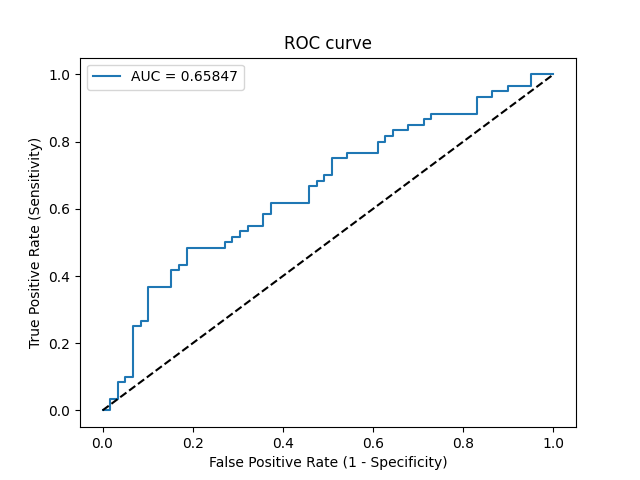 ROC curve
AUC = 0.65847
1.0
0.8
0.6
0.4
0.2
0.0
True Positive Rate (Sensitivity)
0.0 0.2 0.4 0.6 0.8 1.0
False Positive Rate (1 - Specificity)